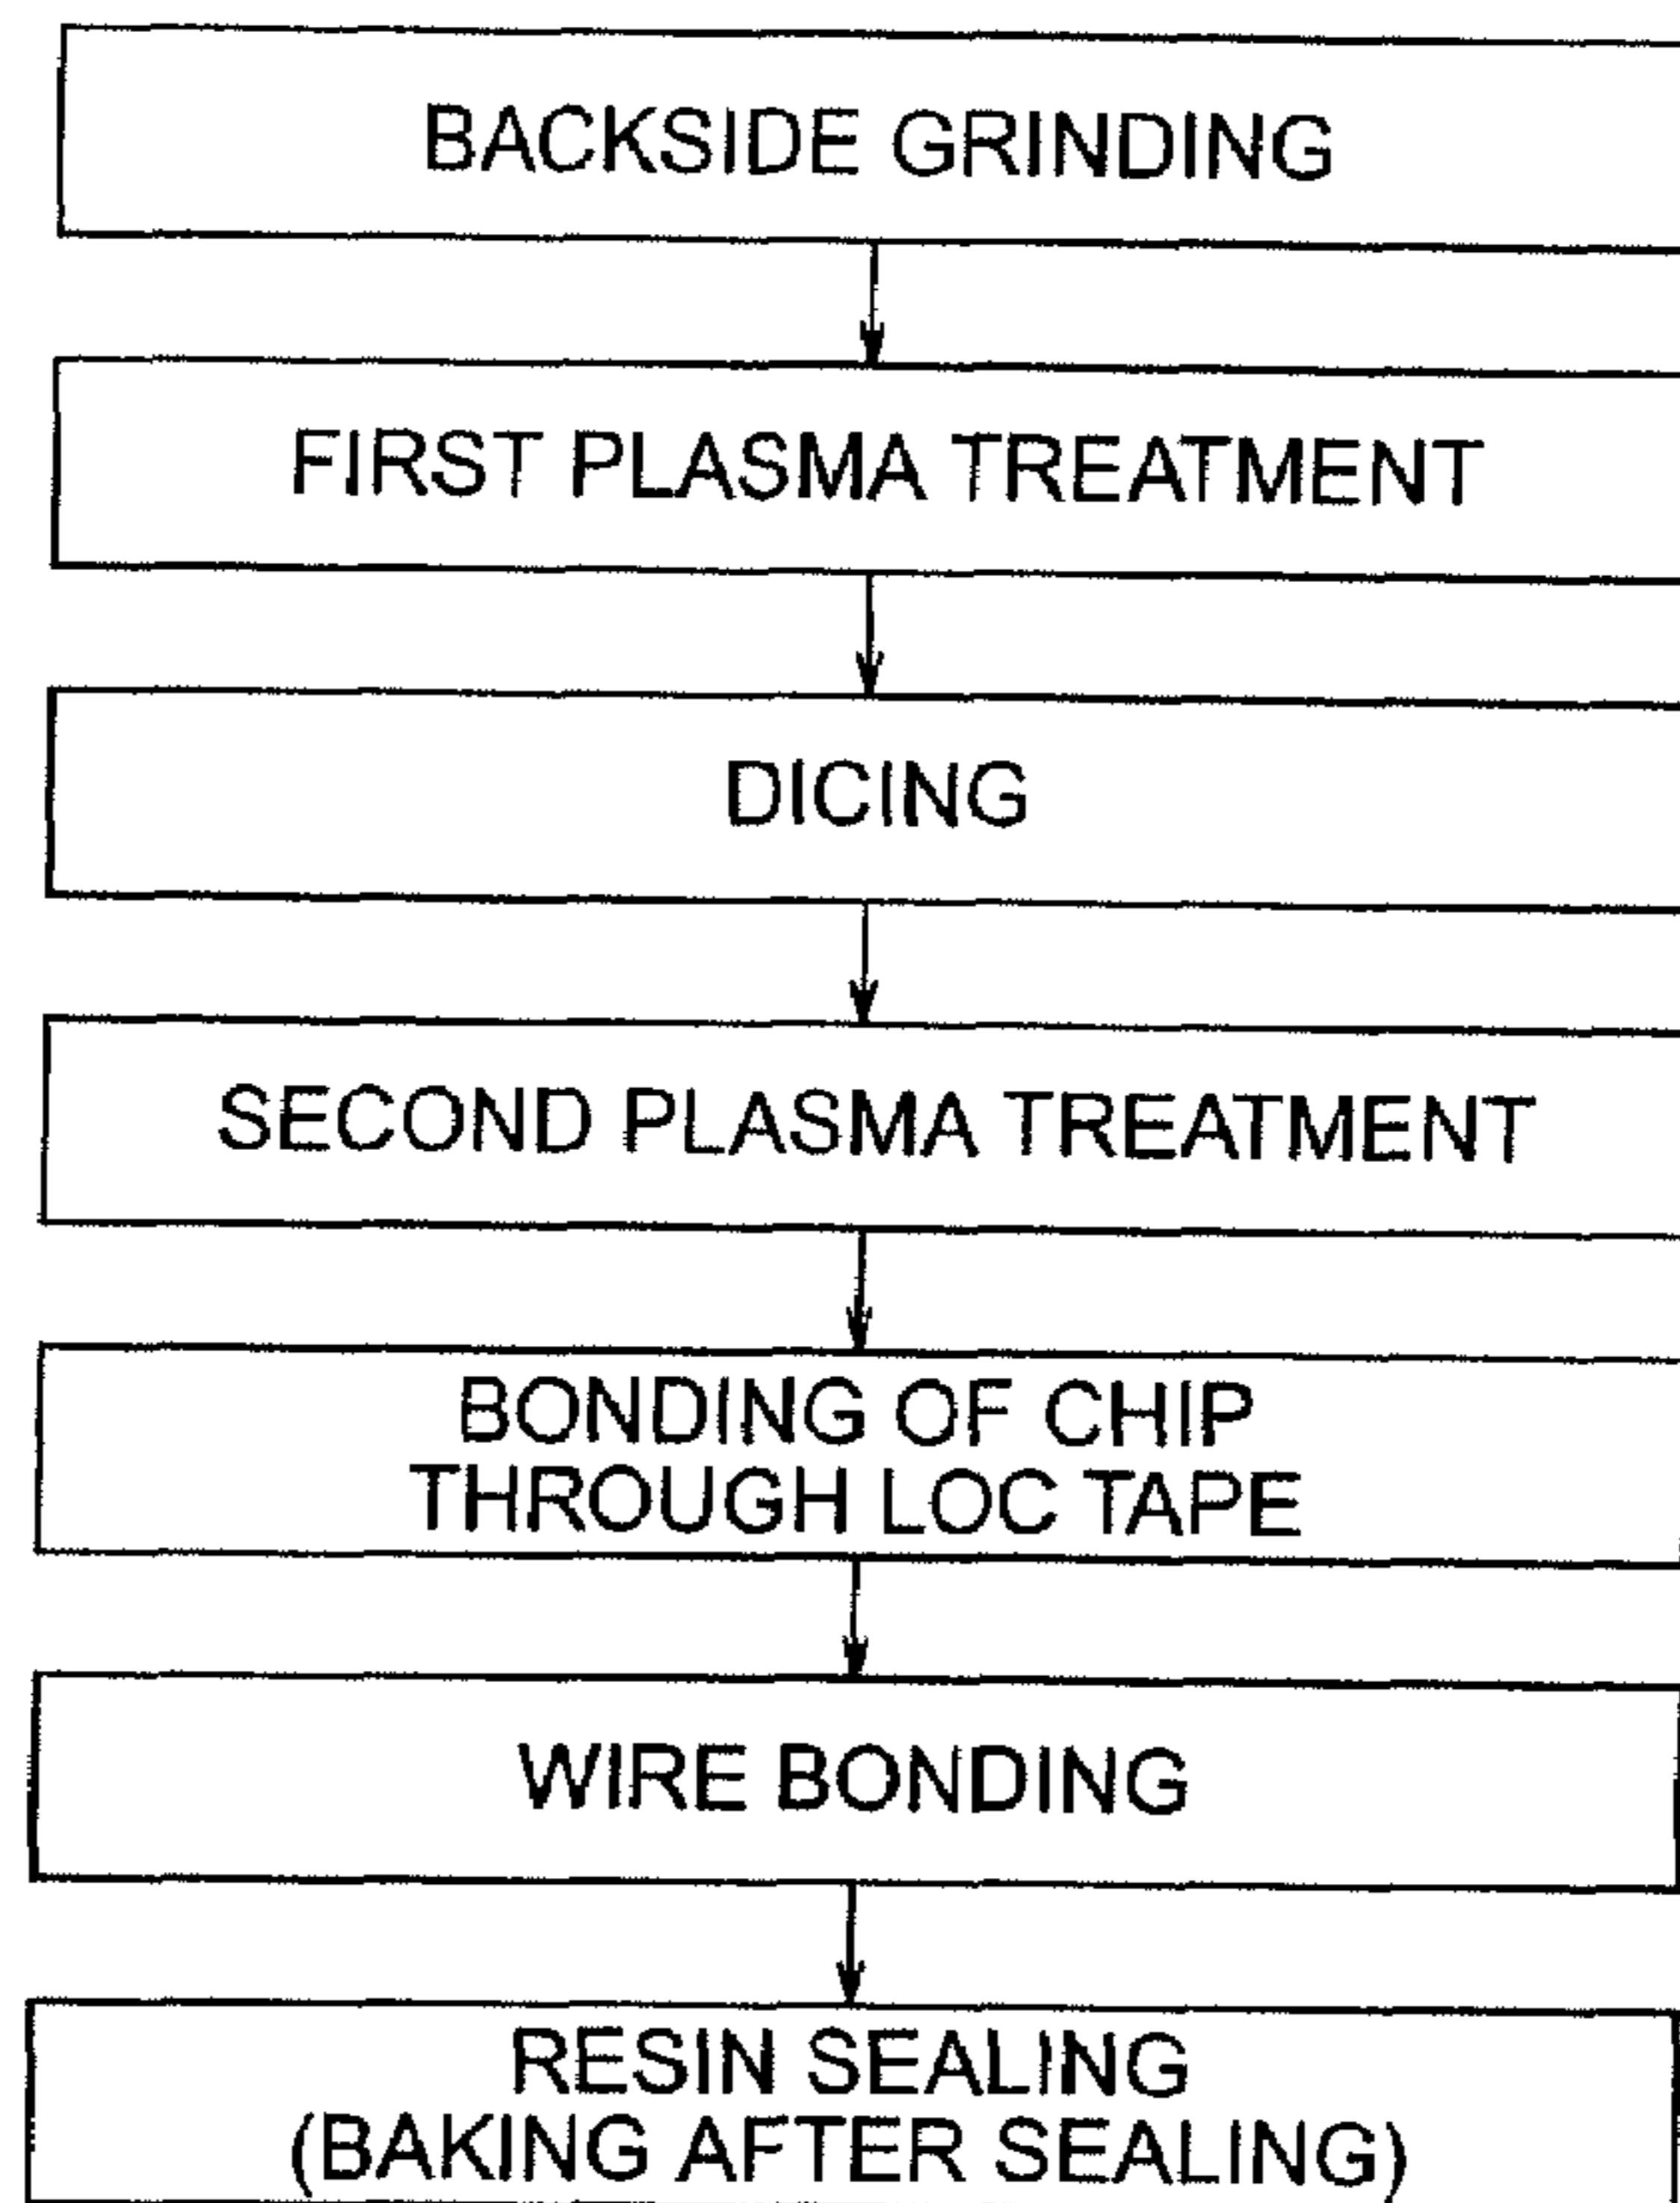 BACKSIDE GRINDING
FIRST PLASMA TREATMENT
DICING
SECOND PLASMA TREATMENT
BONDING OF CHIP
THROUGH LOC TAPE
WIRE BONDING
RESIN SEALING
(BAKING AFTER SEALING)